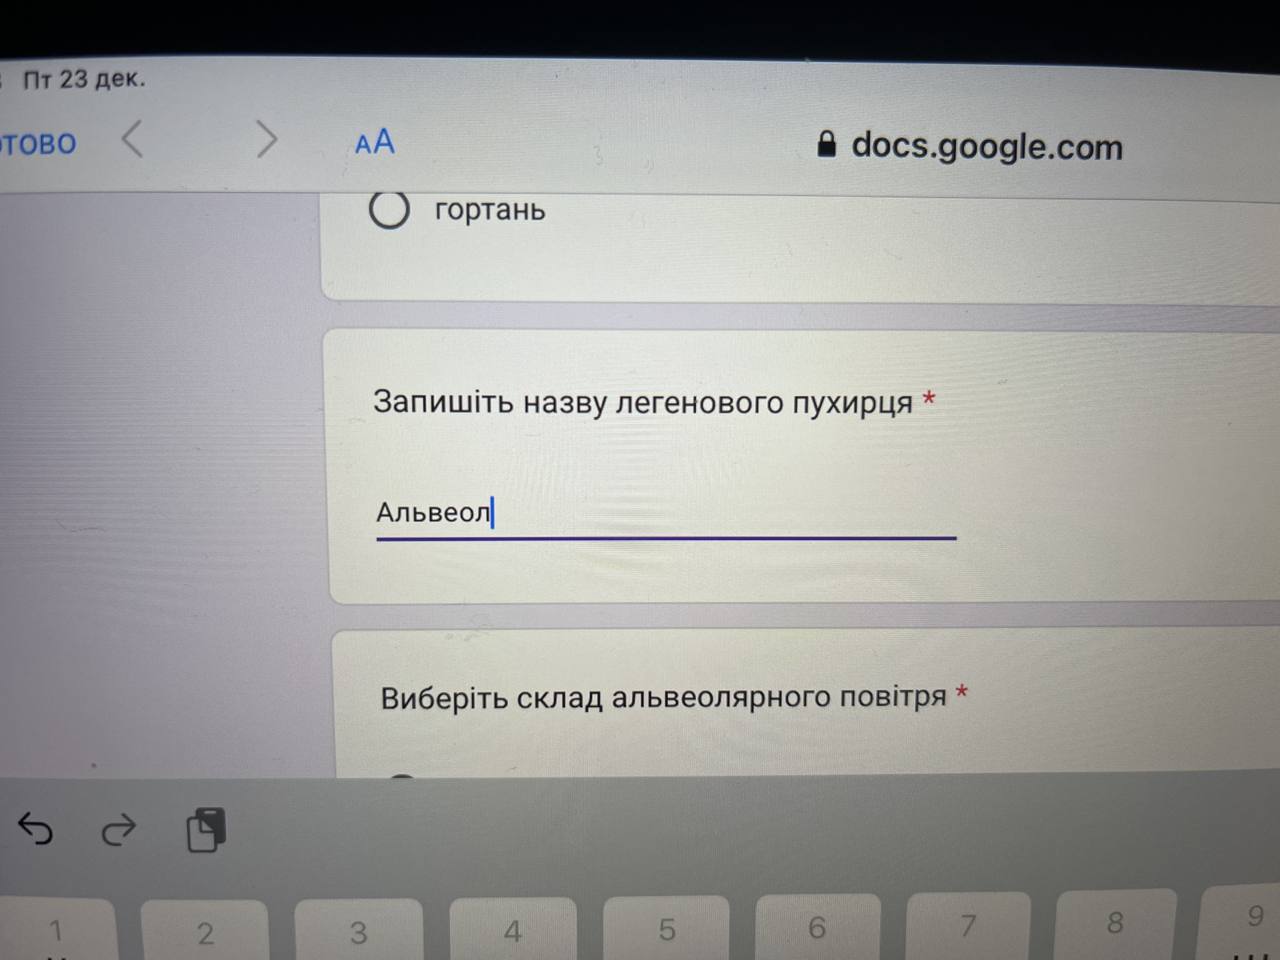 Пт 23 дек.
отово
AA
docs.google.com
гортань
Запишіть назву легенового пухирця *
Альвеол
Виберіть склад альвеолярного повітря *
1 2 3 4 5 6 7 8 9